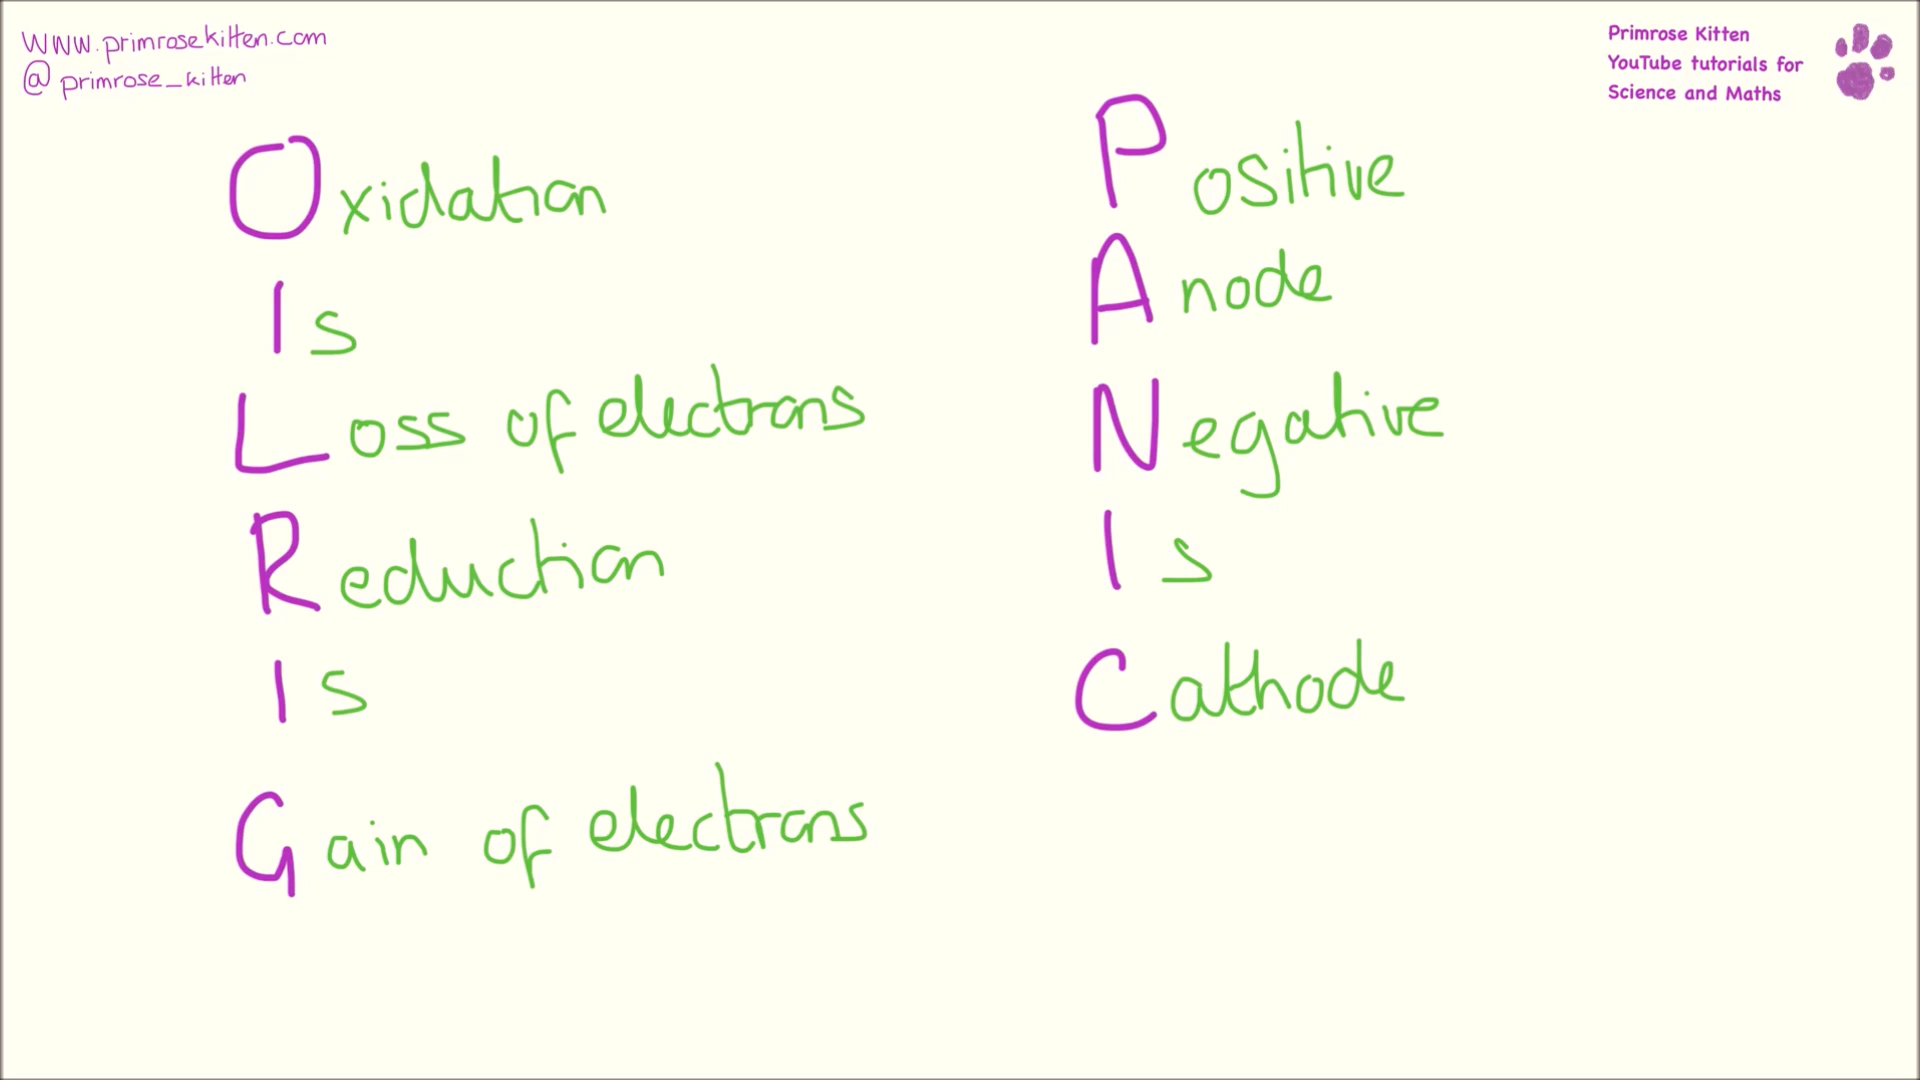 www.primrosekitten.com
@primrose_kitten
Primrose Kitten
YouTube tutorials for
Science and Maths
Oxidation
Is
Loss of electrons
Reduction
Is
Gain of electrons
Positive
Anode
Negative
Is
Cathode